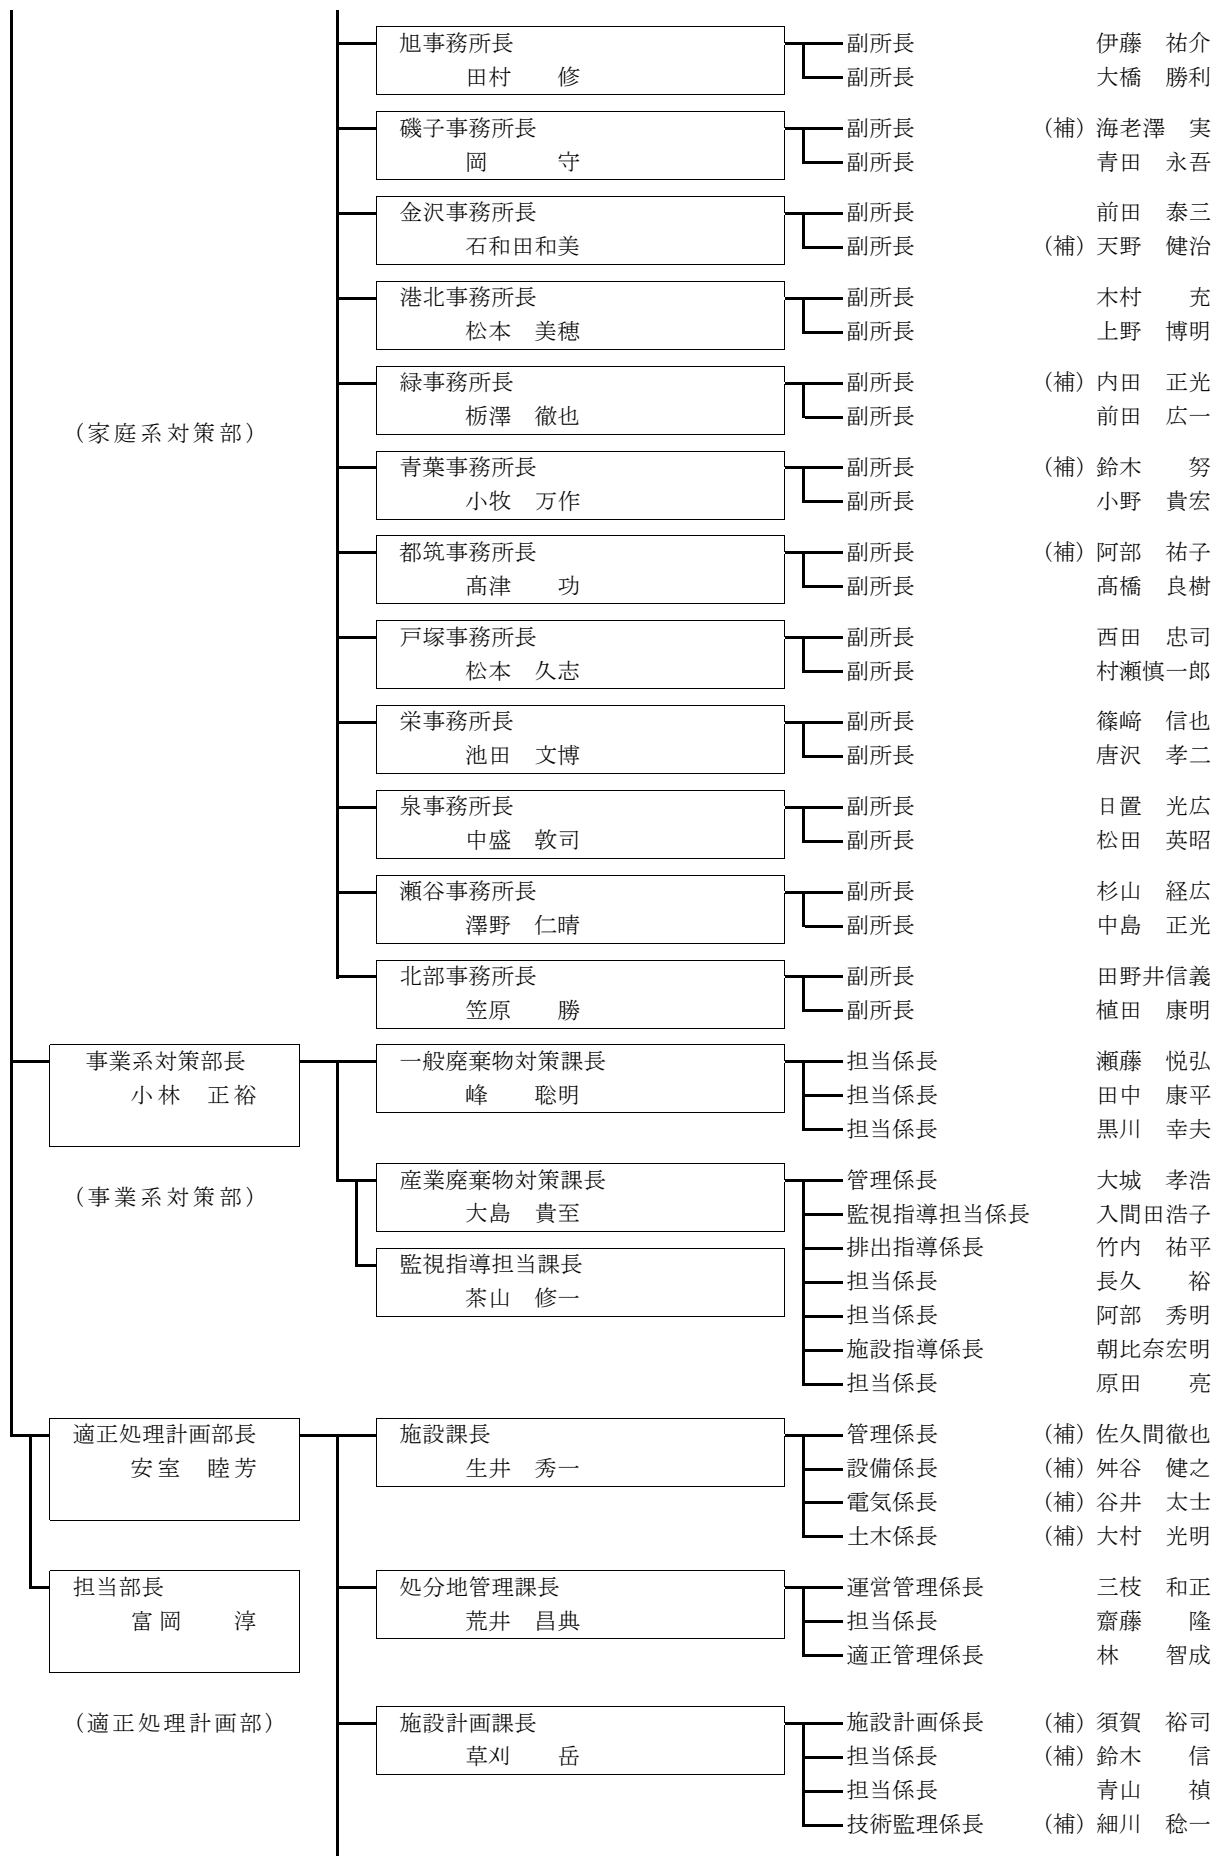 旭事務所長 副所長 伊藤　祐介
田村　　修 副所長 大橋　勝利
磯子事務所長 副所長 （補）海老澤　実
岡　　　守 副所長 青田　永吾
金沢事務所長 副所長 前田　泰三
石和田和美 副所長 （補）天野　健治
港北事務所長 副所長 木村　　充
松本　美穂 副所長 上野　博明
緑事務所長 副所長 （補）内田　正光
栃澤　徹也 副所長 前田　広一
（家庭系対策部）
青葉事務所長 副所長 （補）鈴木　　努
小牧　万作 副所長 小野　貴宏
都筑事務所長 副所長 （補）阿部　祐子
髙津　　功 副所長 髙橋　良樹
戸塚事務所長 副所長 西田　忠司
松本　久志 副所長 村瀬慎一郎
栄事務所長 副所長 篠﨑　信也
池田　文博 副所長 唐沢　孝二
泉事務所長 副所長 日置　光広
中盛　敦司 副所長 松田　英昭
瀬谷事務所長 副所長 杉山　経広
澤野　仁晴 副所長 中島　正光
北部事務所長 副所長 田野井信義
笠原　　勝 副所長 植田　康明
事業系対策部長 一般廃棄物対策課長 担当係長 瀬藤　悦弘
小林　正裕 峰　　聡明 担当係長 田中　康平
担当係長 黒川　幸夫
産業廃棄物対策課長 管理係長 大城　孝浩
（事業系対策部） 大島　貴至 監視指導担当係長 入間田浩子
排出指導係長 竹内　祐平
監視指導担当課長 担当係長 長久　　裕
茶山　修一 担当係長 阿部　秀明
施設指導係長 朝比奈宏明
担当係長 原田　　亮
適正処理計画部長 施設課長 管理係長 （補）佐久間徹也
安室　睦芳 生井　秀一 設備係長 （補）舛谷　健之
電気係長 （補）谷井　太士
土木係長 （補）大村　光明
担当部長 処分地管理課長 運営管理係長 三枝　和正
富岡　　淳 荒井　昌典 担当係長 齋藤　　隆
適正管理係長 林　　智成
（適正処理計画部） 施設計画課長 施設計画係長 （補）須賀　裕司
草刈　　岳 担当係長 （補）鈴木　　信
担当係長 青山　　禎
技術監理係長 （補）細川　稔一